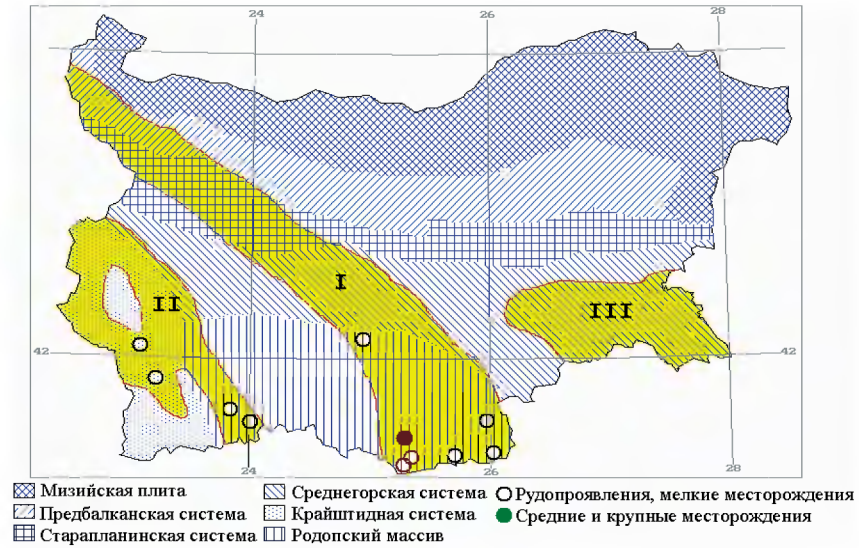 24 26 28
I
II III
42 42
24 26 28
Мизийская плита Среднегорская система Рудопроявления, мелкие месторождения
Предбалканская система Крайштидная система Средние и крупные месторождения
Старапланинская система Родопский массив